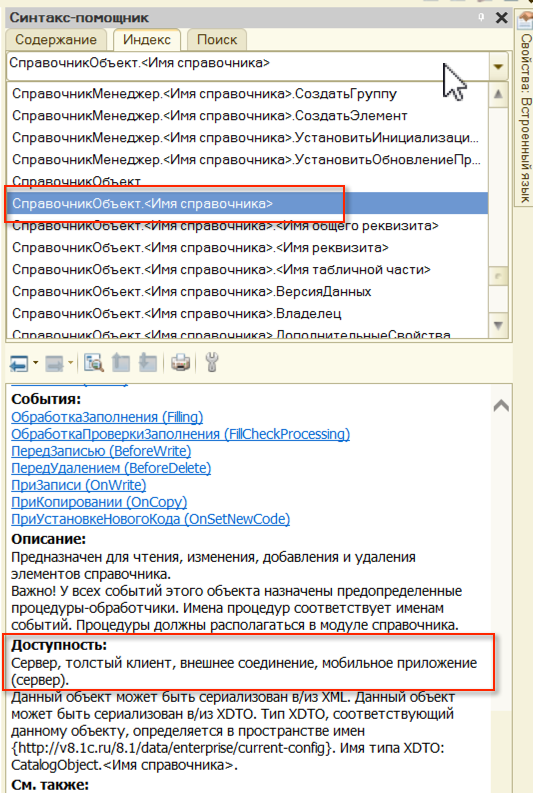 Синтакс-помощник
Содержание
Индекс
Поиск
СправочникОбъект.<Имя справочника>
СправочникМенеджер.<Имя справочника>.СоздатьГруппу
СправочникМенеджер.<Имя справочника>.СоздатьЭлемент
СправочникМенеджер.<Имя справочника>.УстановитьИнициализаци...
СправочникМенеджер.<Имя справочника>.УстановитьОбновлениеПр...
СправочникОбъект
СправочникОбъект.<Имя справочника>
СправочникОбъект.<Имя справочника>.<Имя общего реквизита>
СправочникОбъект.<Имя справочника>.<Имя реквизита>
СправочникОбъект.<Имя справочника>.<Имя табличной части>
СправочникОбъект.<Имя справочника>.ВерсияДанных
СправочникОбъект.<Имя справочника>.Владелец
СправочникОбъект.<Имя справочника>.ДополнительныеСвойства
События:
ОбработкаЗаполнения (Filling)
ОбработкаПроверкиЗаполнения (FillCheckProcessing)
ПередЗаписью (BeforeWrite)
ПередУдалением (BeforeDelete)
ПриЗаписи (OnWrite)
ПриКопировании (OnCopy)
ПриУстановкеНовогоКода (OnSetNewCode)
Описание:
Предназначен для чтения, изменения, добавления и удаления
элементов справочника.
Важно! У всех событий этого объекта назначены предопределенные
процедуры-обработчики. Имена процедур соответствует именам
событий. Процедуры должны располагаться в модуле справочника.
Доступность:
Сервер, толстый клиент, внешнее соединение, мобильное приложение
(сервер).
Данный объект может быть сериализован в/из XML. Данный объект
может быть сериализован в/из XDTO. Тип XDTO, соответствующий
данному объекту, определяется в пространстве имен
{http://v8.1c.ru/8.1/data/enterprise/current-config}. Имя типа XDTO:
CatalogObject.<Имя справочника>.
См. также:
Свойства: Встроенный язык